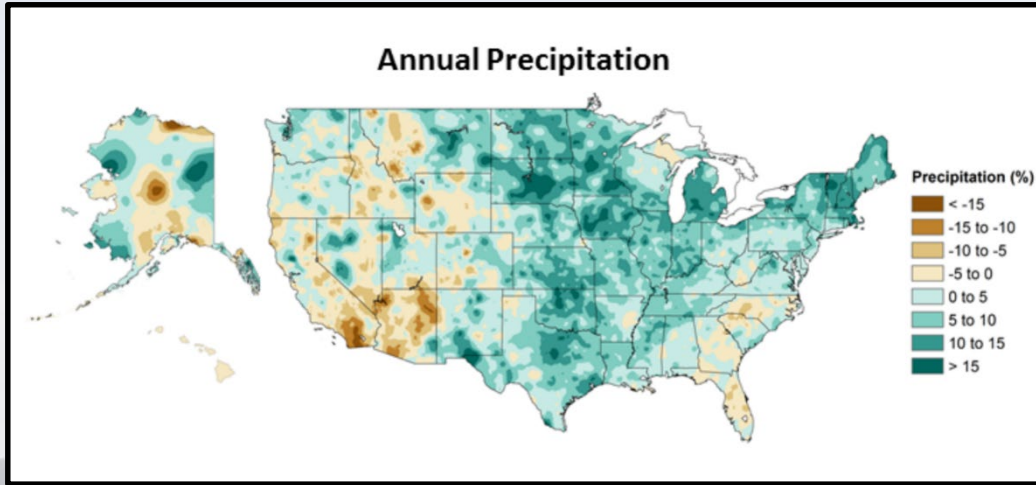 Annual Precipitation
Precipitation (%)
< -15
-15 to -10
-10 to -5
-5 to 0
0 to 5
5 to 10
10 to 15
> 15